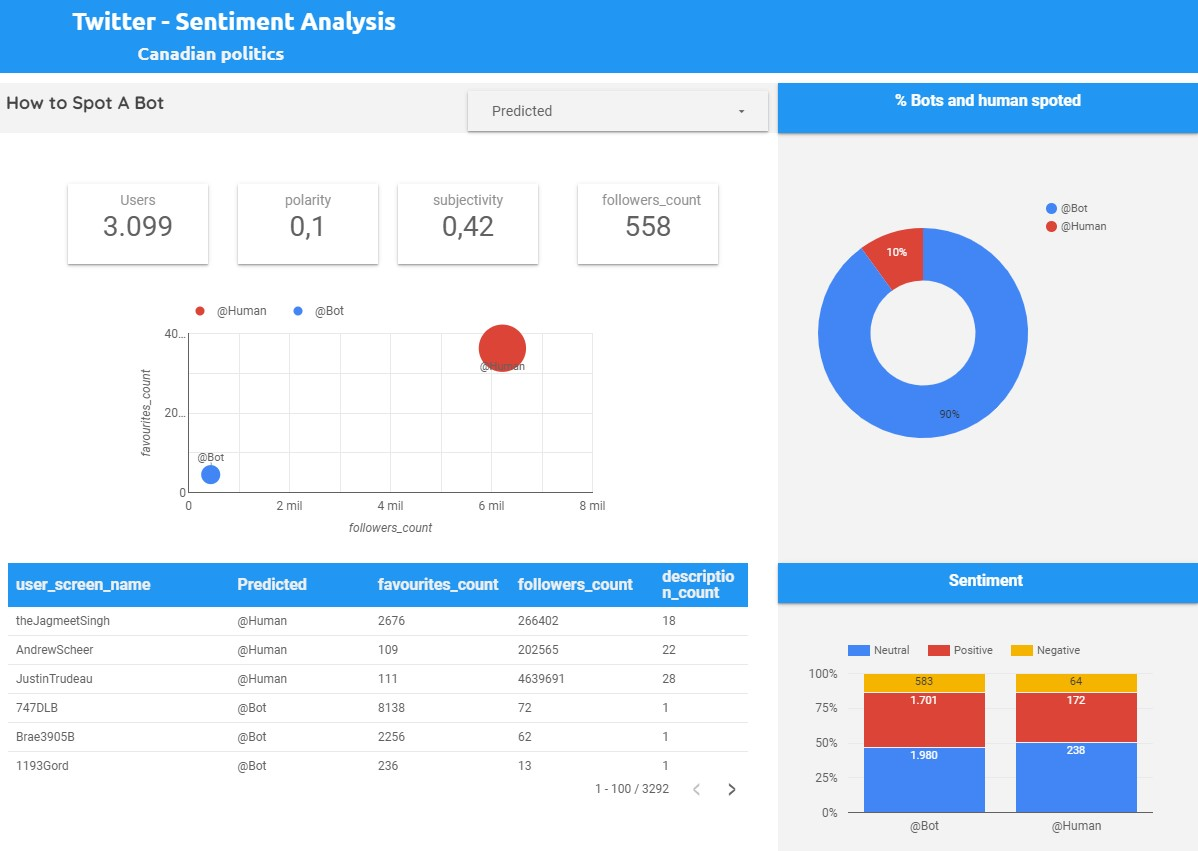 Twitter - Sentiment Analysis
Canadian politics
How to Spot A Bot
Predicted
Users
3.099
polarity
0,1
subjectivity
0,42
followers_count
558
@Human @Bot
favourites_count
40...
20...
0
@Human
@Bot
0 2 mil 4 mil 6 mil 8 mil
followers_count
user_screen_name Predicted favourites_count followers_count descriptio
n_count
theJagmeetSingh @Human 2676 266402 18
AndrewScheer @Human 109 202565 22
JustinTrudeau @Human 111 4639691 28
747DLB @Bot 8138 72 1
Brae3905B @Bot 2256 62 1
1193Gord @Bot 236 13 1
1 - 100 / 3292
% Bots and human spoted
@Bot
@Human
10%
90%
Sentiment
Neutral Positive Negative
100%
75%
50%
25%
0%
583 64
1.701 172
1.980 238
@Bot @Human